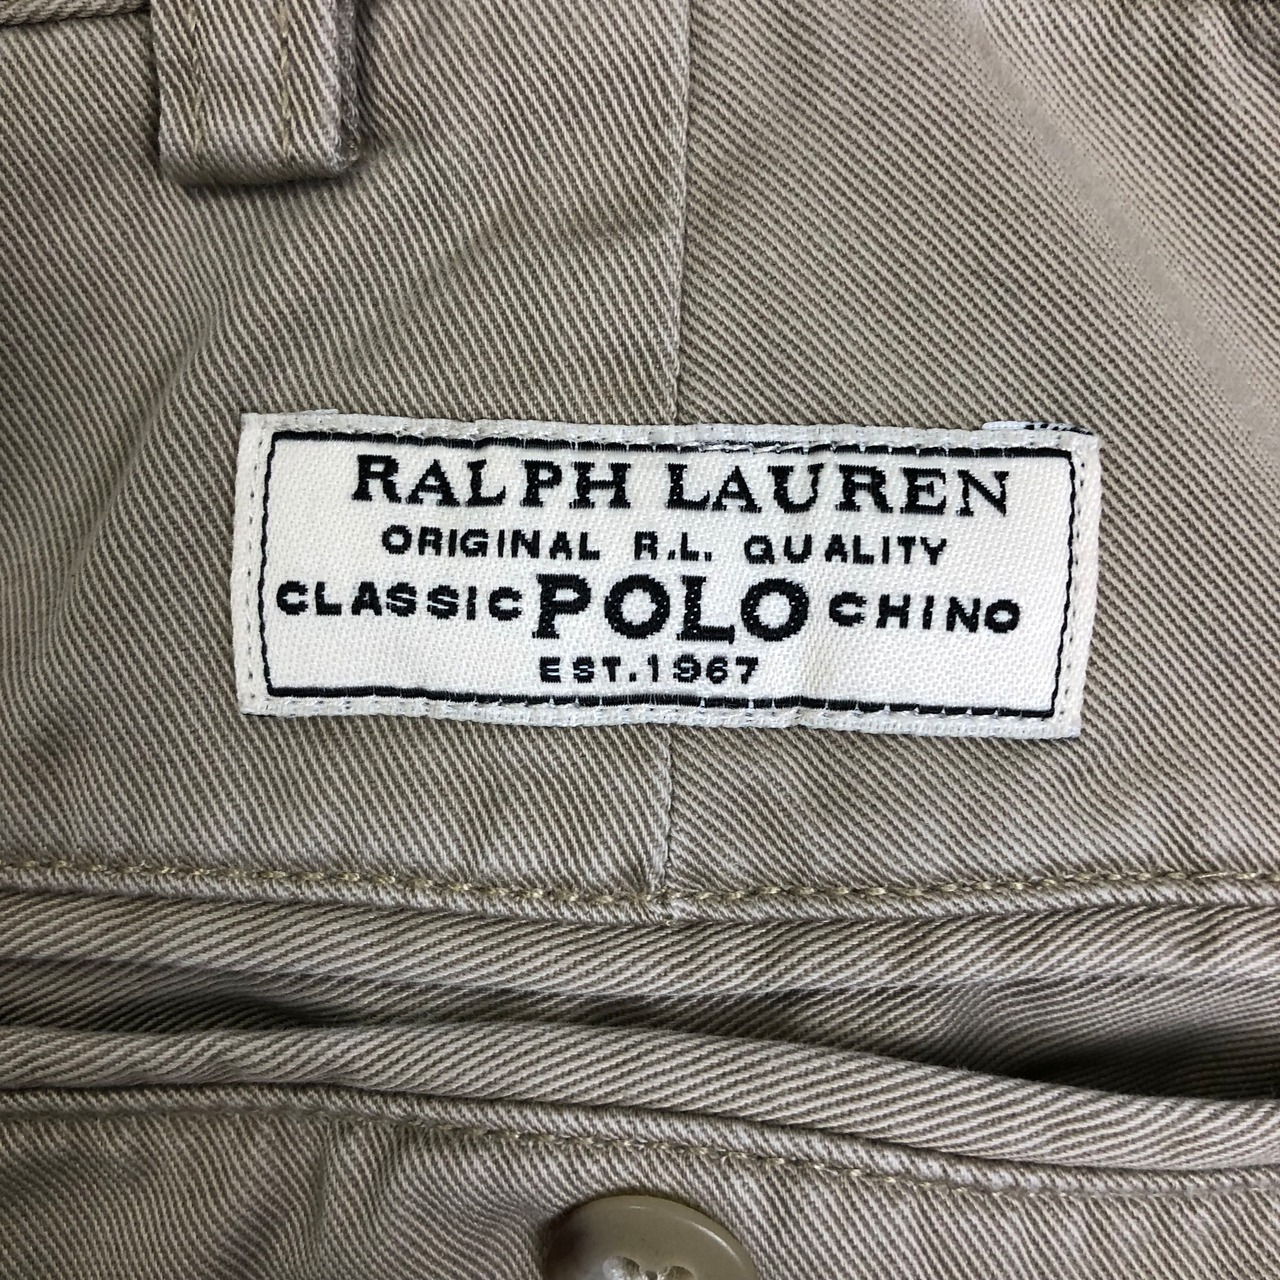 RALPH LAUREN
ORIGINAL R.L. QUALITY
CLASSIC POLO CHINO
EST. 1967